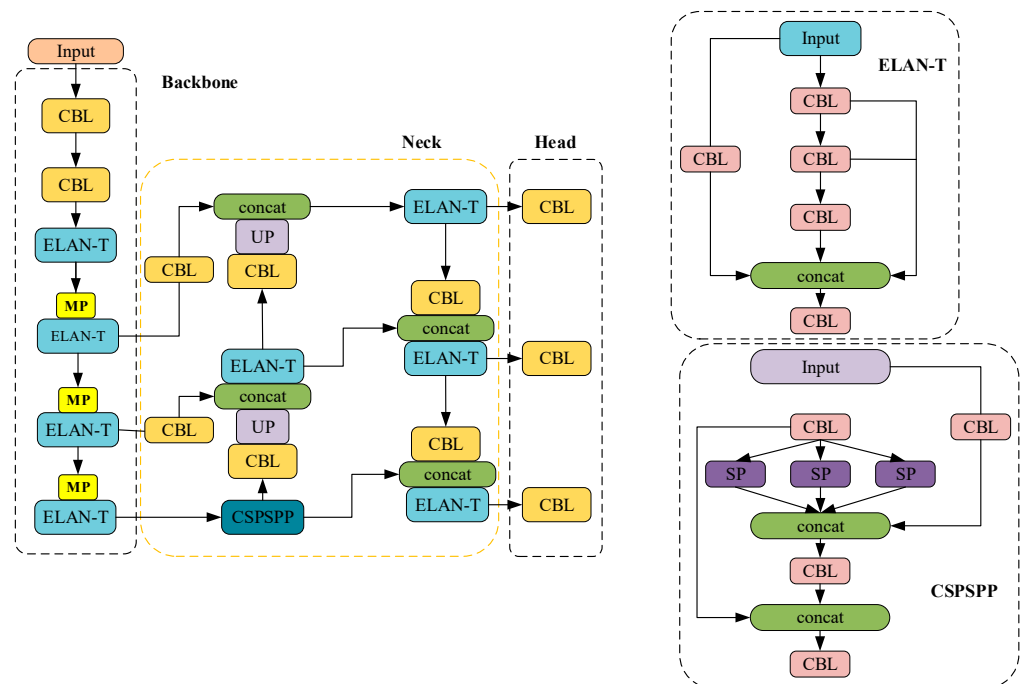 Input
Backbone
CBL
CBL
ELAN-T
MP
ELAN-T
MP
ELAN-T
MP
ELAN-T
Neck
concat
UP
CBL
CBL
ELAN-T
concat
UP
CBL
CBL
CSPSPP
ELAN-T
CBL
concat
ELAN-T
CBL
concat
ELAN-T
Head
CBL
CBL
CBL
Input
ELAN-T
CBL
CBL
CBL
CBL
concat
CBL
Input
CBL
CBL
SP
SP
SP
concat
CBL
CSPSPP
concat
CBL